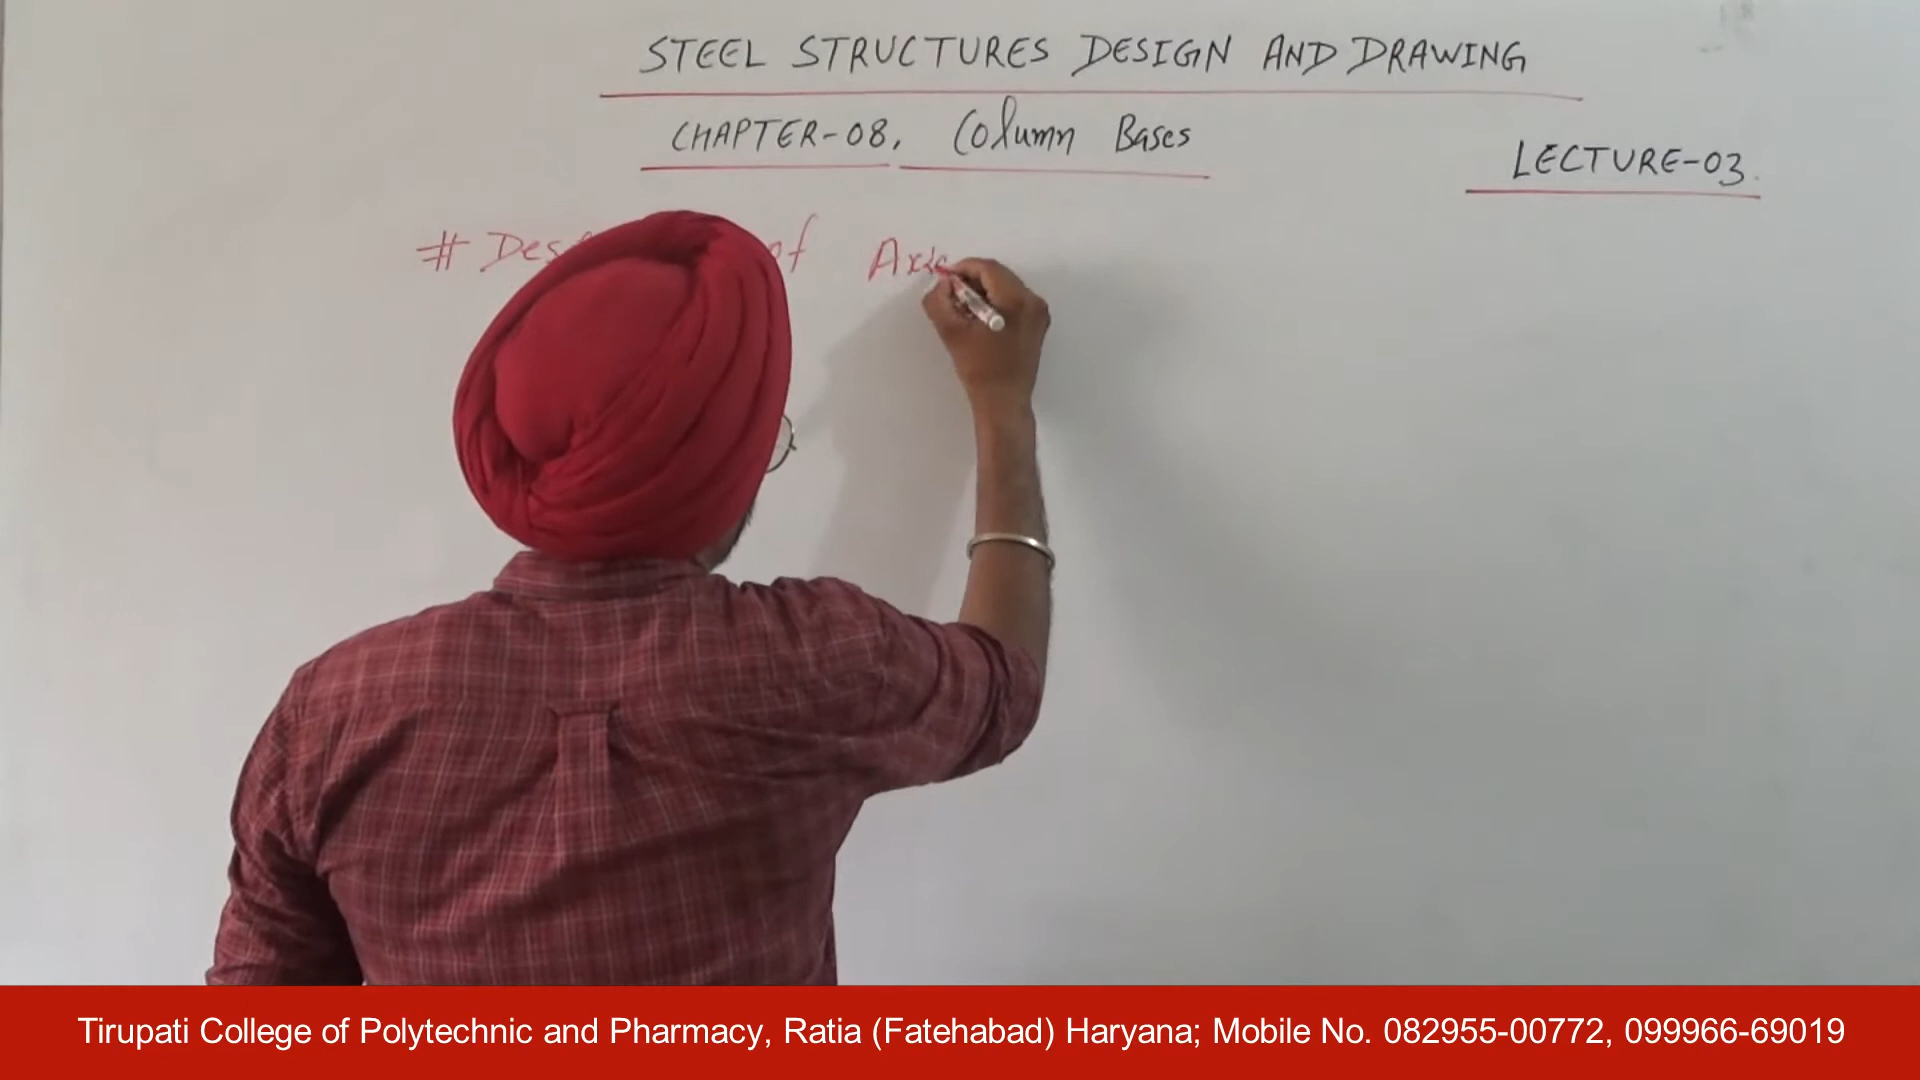 STEEL STRUCTURES DESIGN AND DRAWING
CHAPTER-08, Column Bases
LECTURE-03.
# of
Tirupati College of Polytechnic and Pharmacy, Ratia (Fatehabad) Haryana; Mobile No. 082955-00772, 099966-69019